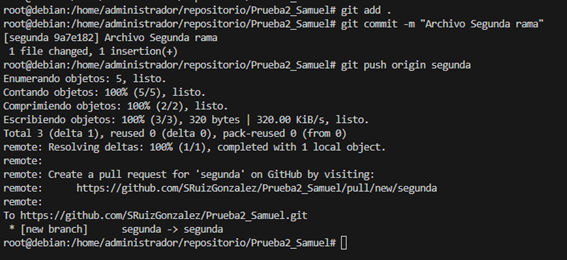 root@debian:/home/administrador/repositorio/Prueba2_Samuel# git add .
root@debian:/home/administrador/repositorio/Prueba2_Samuel# git commit -m "Archivo Segunda rama"
[segunda 9a7e182] Archivo Segunda rama
 1 file changed, 1 insertion(+)
root@debian:/home/administrador/repositorio/Prueba2_Samuel# git push origin segunda
Enumerando objetos: 5, listo.
Contando objetos: 100% (5/5), listo.
Comprimiendo objetos: 100% (2/2), listo.
Escribiendo objetos: 100% (3/3), 320 bytes | 320.00 KiB/s, listo.
Total 3 (delta 1), reused 0 (delta 0), pack-reused 0 (from 0)
remote: Resolving deltas: 100% (1/1), completed with 1 local object.
remote:
remote: Create a pull request for 'segunda' on GitHub by visiting:
remote:      https://github.com/SRuizGonzalez/Prueba2_Samuel/pull/new/segunda
remote:
To https://github.com/SRuizGonzalez/Prueba2_Samuel.git
 * [new branch]      segunda -> segunda
root@debian:/home/administrador/repositorio/Prueba2_Samuel#